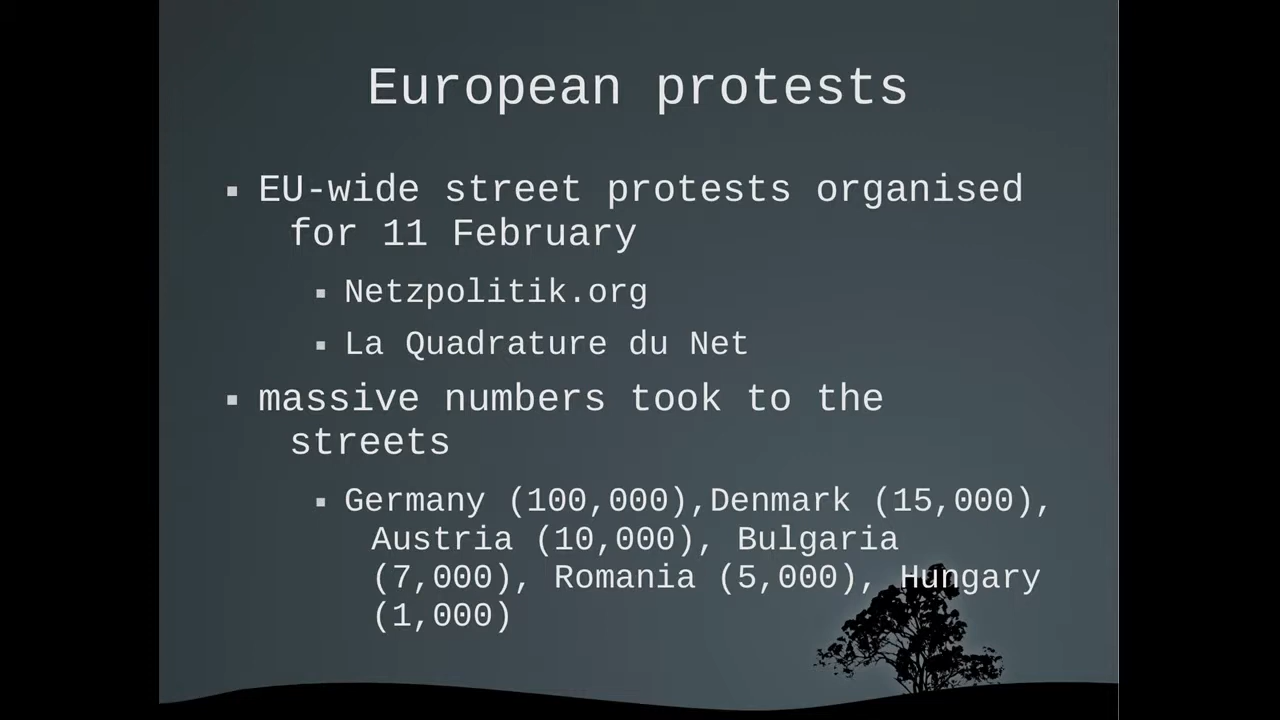 European protests
EU-wide street protests organised
for 11 February
Netzpolitik.org
La Quadrature du Net
massive numbers took to the
streets
Germany (100,000),Denmark (15,000),
Austria (10,000), Bulgaria
(7,000), Romania (5,000), Hungary
(1,000)